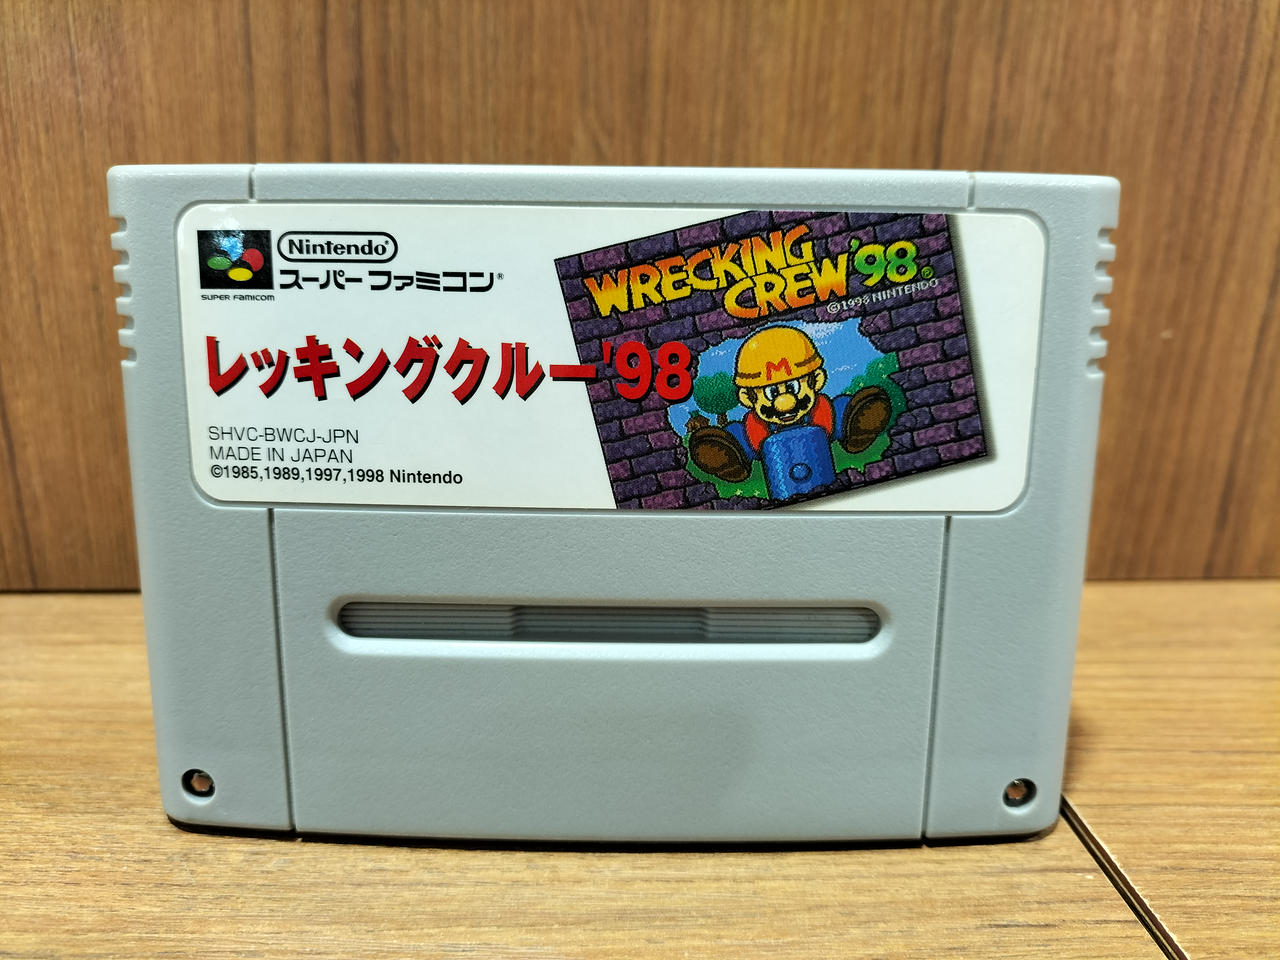 Nintendo®
スーパーファミコン®
SUPER FAMICOM
WRECKING
CREW'98®
©1998 NINTENDO
M
レッキングクルー'98
SHVC-BWCJ-JPN
MADE IN JAPAN
©1985,1989,1997,1998 Nintendo